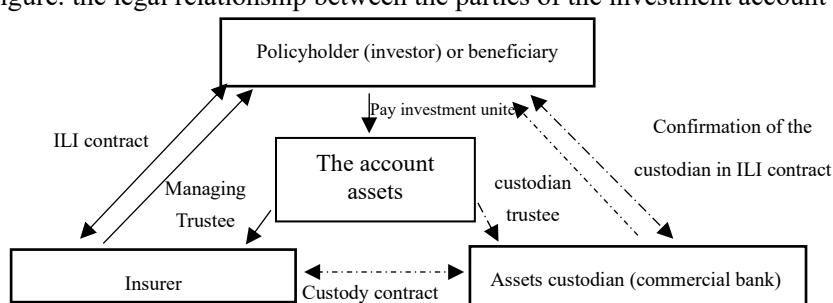 igure: the legal relationship between the parties of the investment account
Policyholder (investor) or beneficiary
Pay investment unite
ILI contract
Confirmation of the
custodian in ILI contract
The account
assets
Managing
Trustee
custodian
trustee
Insurer
Custody contract
Assets custodian (commercial bank)